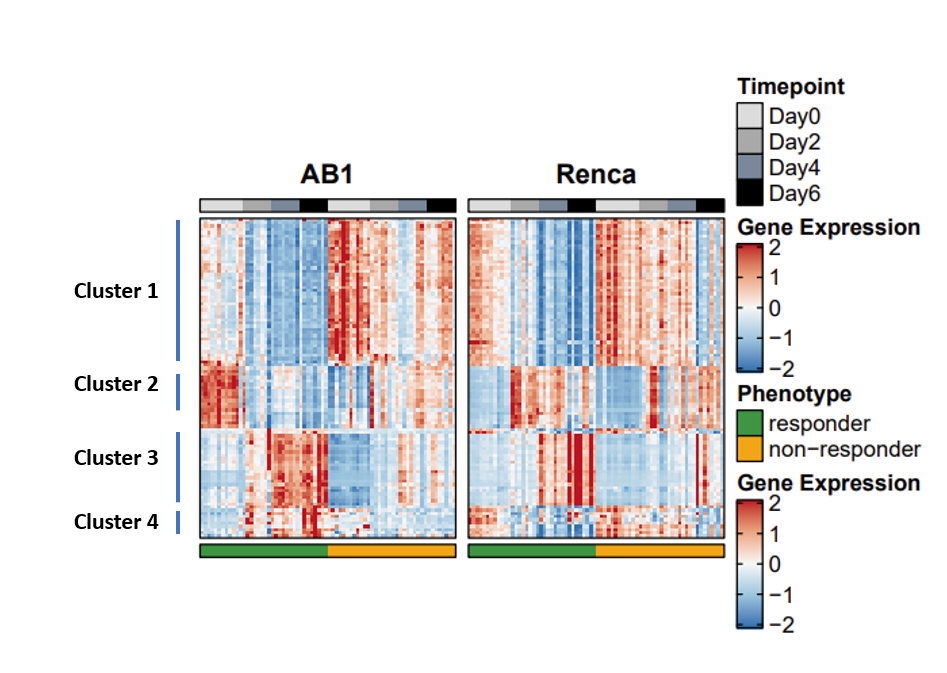 Timepoint
Day0
Day2
Day4
Day6
AB1
Renca
Gene Expression
2
1
0
−1
−2
Cluster 1
Cluster 2
Cluster 3
Cluster 4
Phenotype
responder
non−responder
Gene Expression
2
1
0
−1
−2